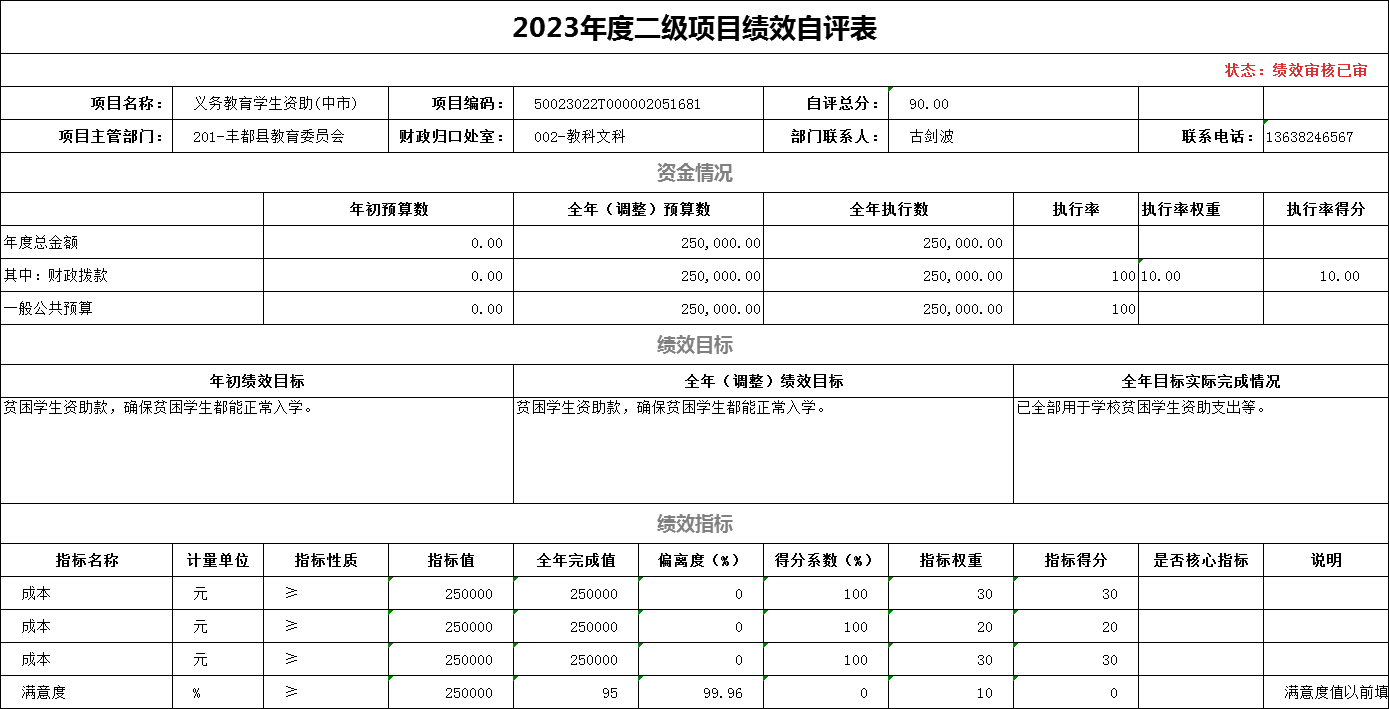 2023年度二级项目绩效自评表
状态：绩效审核已审
项目名称： 义务教育学生资助(中市) 项目编码： 50023022T000002051681 自评总分： 90.00
项目主管部门： 201-丰都县教育委员会 财政归口处室： 002-教科文科 部门联系人： 古剑波 联系电话： 13638246567
资金情况
年初预算数 全年（调整）预算数 全年执行数 执行率 执行率权重 执行率得分
年度总金额 0.00 250,000.00 250,000.00
其中：财政拨款 0.00 250,000.00 250,000.00 100 10.00 10.00
一般公共预算 0.00 250,000.00 250,000.00 100
绩效目标
年初绩效目标 全年（调整）绩效目标 全年目标实际完成情况
贫困学生资助款，确保贫困学生都能正常入学。 贫困学生资助款，确保贫困学生都能正常入学。 已全部用于学校贫困学生资助支出等。
绩效指标
指标名称 计量单位 指标性质 指标值 全年完成值 偏离度（%） 得分系数（%） 指标权重 指标得分 是否核心指标 说明
成本 元 ≥ 250000 250000 0 100 30 30
成本 元 ≥ 250000 250000 0 100 20 20
成本 元 ≥ 250000 250000 0 100 30 30
满意度 % ≥ 250000 95 99.96 0 10 0 满意度值以前填